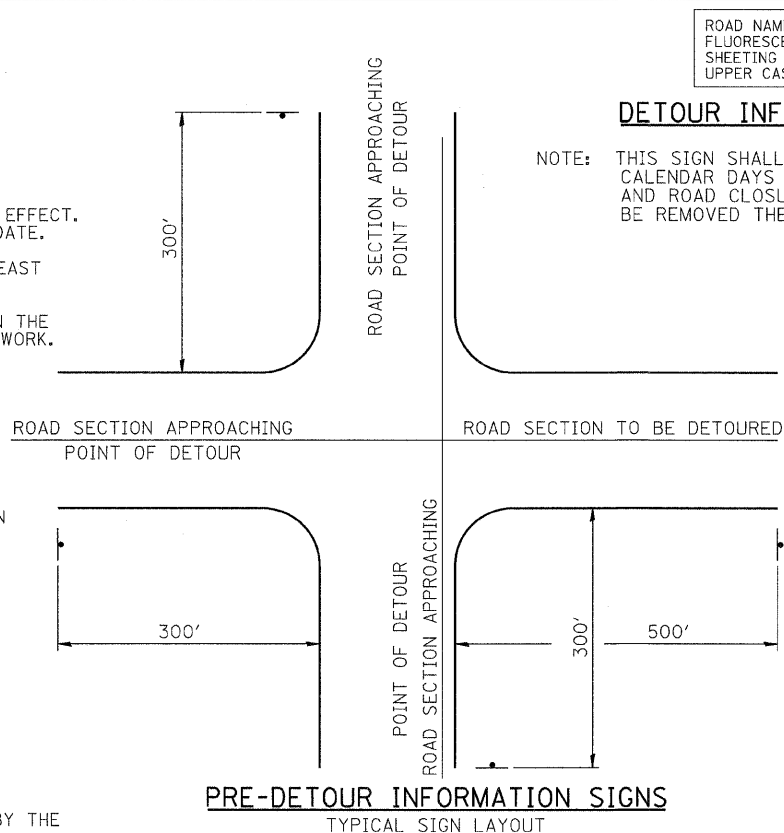 ROAD NAM
FLUORESCE
SHEETING
UPPER CAS
DETOUR INF
NOTE: THIS SIGN SHALL
CALENDAR DAYS
AND ROAD CLOSU
BE REMOVED THE
EFFECT.
DATE.
EAST
N THE
WORK.
300'
ROAD SECTION APPROACHING
POINT OF DETOUR
ROAD SECTION APPROACHING
POINT OF DETOUR
ROAD SECTION TO BE DETOURED
N
300'
POINT OF DETOUR
ROAD SECTION APPROACHING
300'
500'
PRE-DETOUR INFORMATION SIGNS
TYPICAL SIGN LAYOUT
BY THE